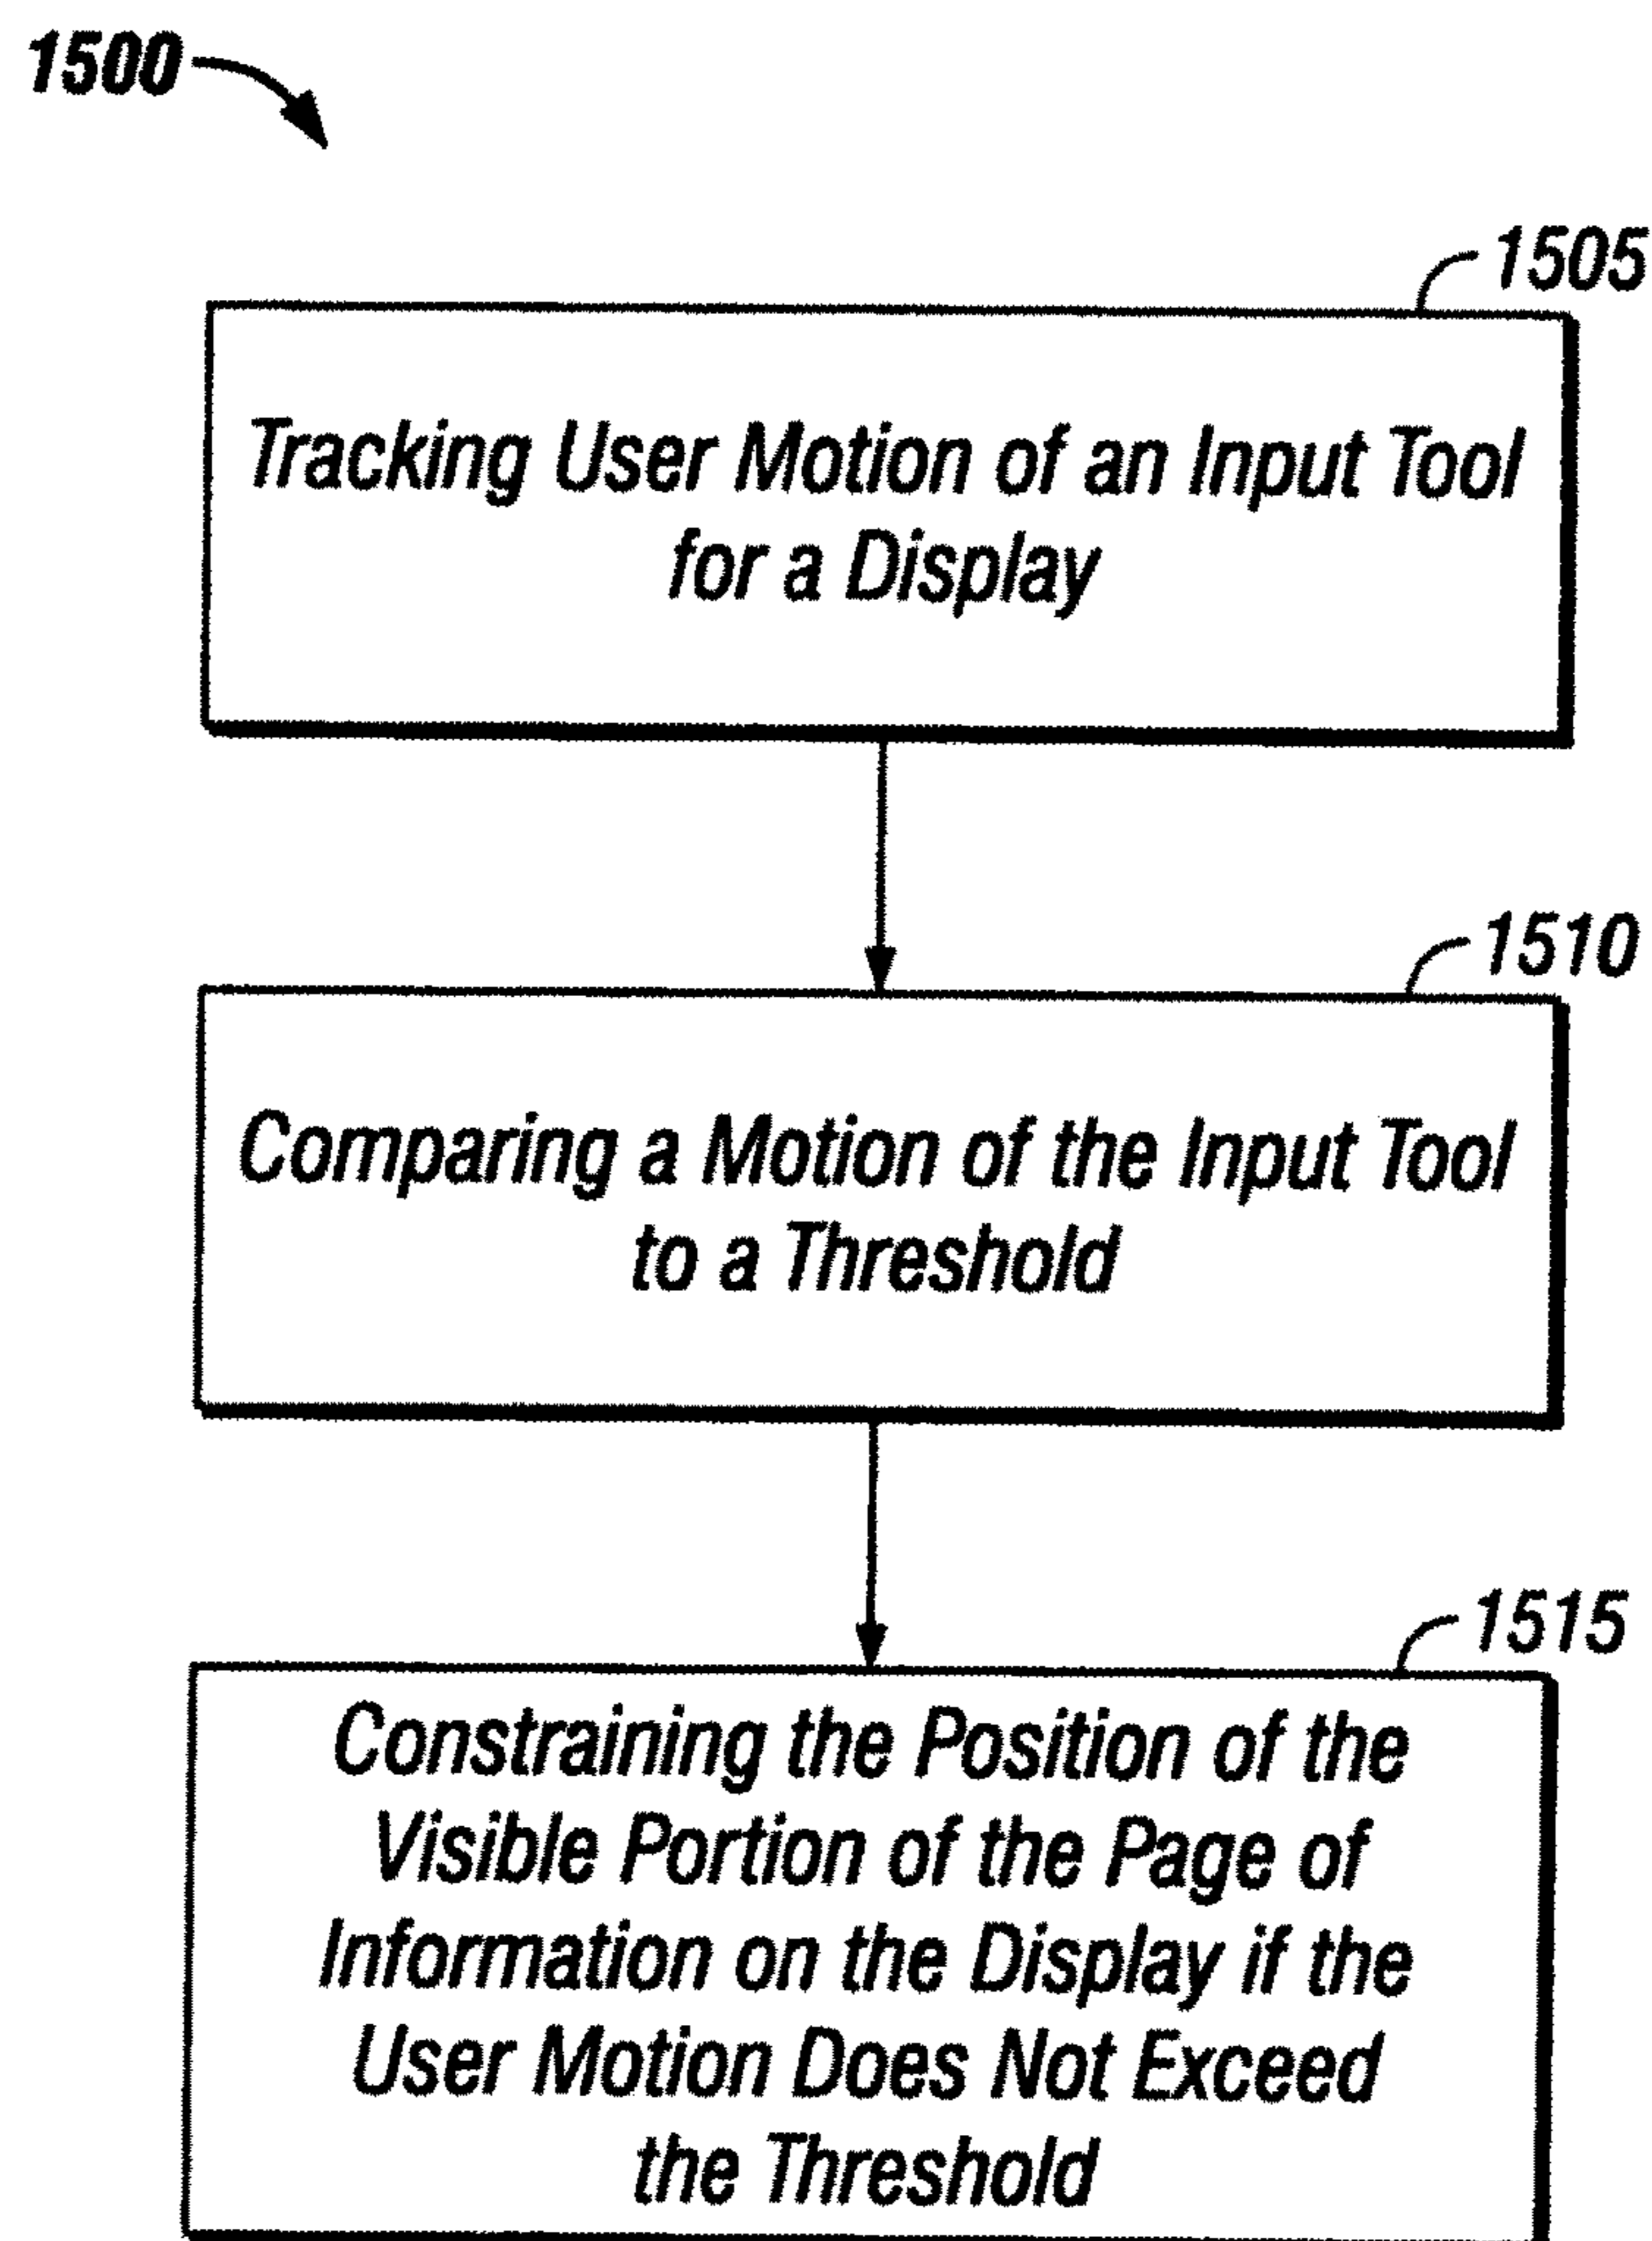 1500
1505
Tracking User Motion of an Input Tool
for a Display
1510
Comparing a Motion of the Input Tool
to a Threshold
1515
Constraining the Position of the
Visible Portion of the Page of
Information on the Display if the
User Motion Does Not Exceed
the Threshold